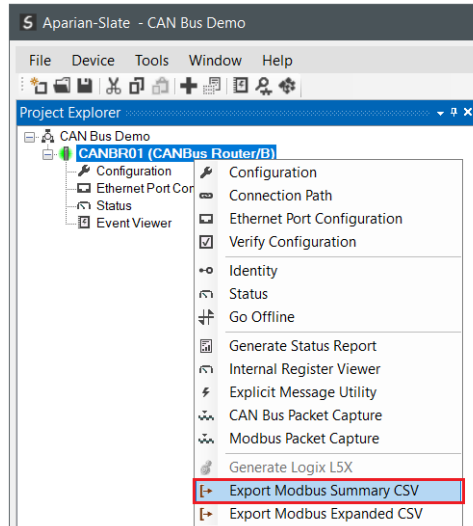 S Aparian-Slate - CAN Bus Demo
File Device Tools Window Help
Project Explorer
CAN Bus Demo
CANBR01 (CANBus Router/B)
Configuration
Ethernet Port Cor
Status
Event Viewer
Configuration
Connection Path
Ethernet Port Configuration
Verify Configuration
Identity
Status
Go Offline
Generate Status Report
Internal Register Viewer
Explicit Message Utility
CAN Bus Packet Capture
Modbus Packet Capture
Generate Logix L5X
Export Modbus Summary CSV
Export Modbus Expanded CSV